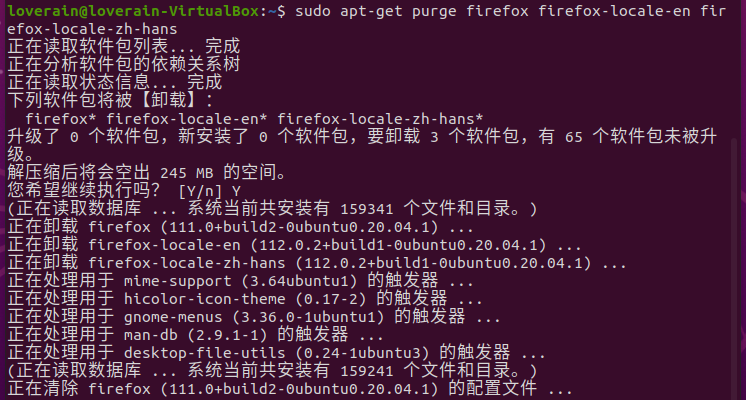 loverain@loverain-VirtualBox:~$ sudo apt-get purge firefox firefox-locale-en fir
efox-locale-zh-hans
正在读取软件包列表... 完成
正在分析软件包的依赖关系树
正在读取状态信息... 完成
下列软件包将被【卸载】：
  firefox* firefox-locale-en* firefox-locale-zh-hans*
升级了 0 个软件包，新安装了 0 个软件包，要卸载 3 个软件包，有 65 个软件包未被升
级。
解压缩后将会空出 245 MB 的空间。
您希望继续执行吗？ [Y/n] Y
(正在读取数据库 ... 系统当前共安装有 159341 个文件和目录。)
正在卸载 firefox (111.0+build2-0ubuntu0.20.04.1) ...
正在卸载 firefox-locale-en (112.0.2+build1-0ubuntu0.20.04.1) ...
正在卸载 firefox-locale-zh-hans (112.0.2+build1-0ubuntu0.20.04.1) ...
正在处理用于 mime-support (3.64ubuntu1) 的触发器 ...
正在处理用于 hicolor-icon-theme (0.17-2) 的触发器 ...
正在处理用于 gnome-menus (3.36.0-1ubuntu1) 的触发器 ...
正在处理用于 man-db (2.9.1-1) 的触发器 ...
正在处理用于 desktop-file-utils (0.24-1ubuntu3) 的触发器 ...
(正在读取数据库 ... 系统当前共安装有 159241 个文件和目录。)
正在清除 firefox (111.0+build2-0ubuntu0.20.04.1) 的配置文件 ...